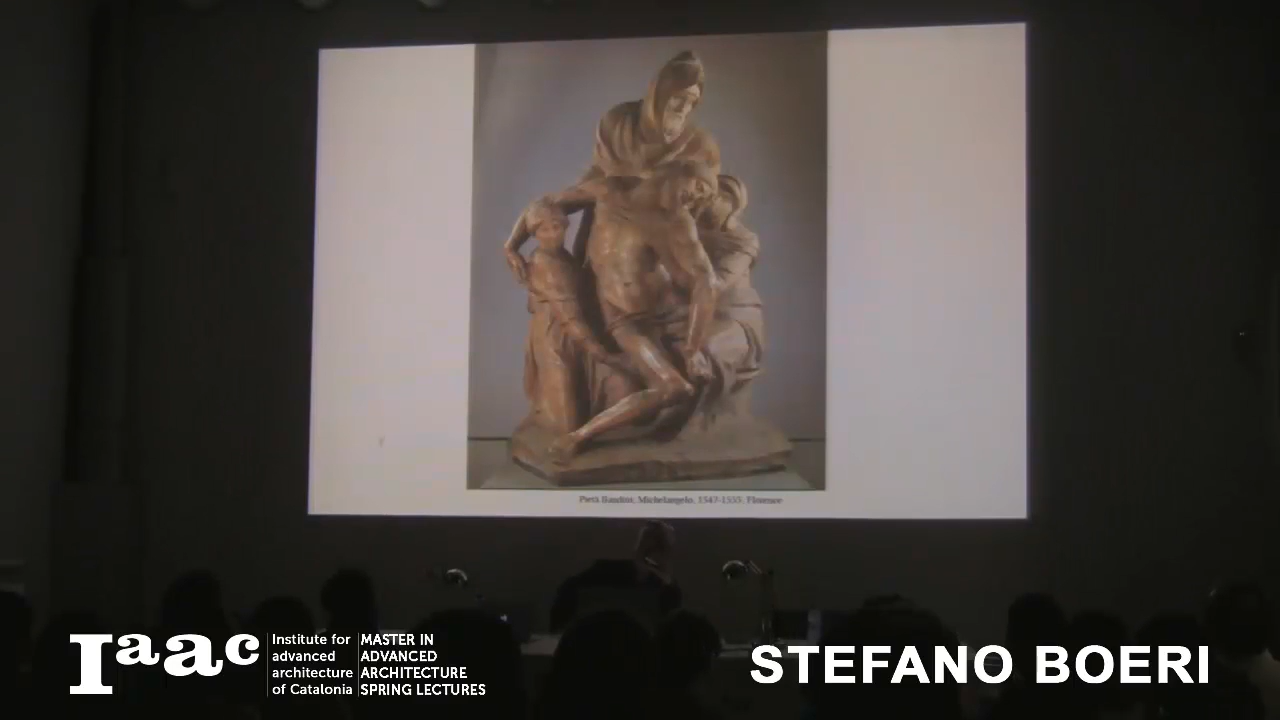 Pietà Bandini, Michelangelo, 1547-1555, Florence
Iaac
Institute for
advanced
architecture
of Catalonia
MASTER IN
ADVANCED
ARCHITECTURE
SPRING LECTURES
STEFANO BOERI